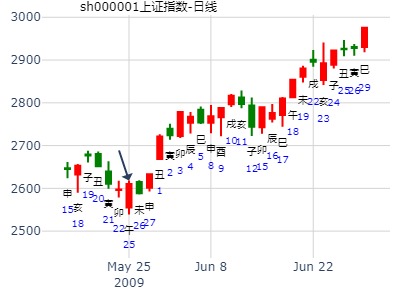 sh000001上证指数-日线
3000
2900
2800
2700
2600
2500
申
15
亥
18
子
19
丑
20
寅
21
卯
22
午
25
未
26
申
27
丑
1
寅
2
卯
3
辰
4
巳
5
申
8
酉
9
戌
10
亥
11
子
12
卯
15
辰
16
巳
17
午
18
未
19
戌
22
亥
23
子
24
丑
25
寅
26
巳
29
May 25
2009
Jun 8
Jun 22